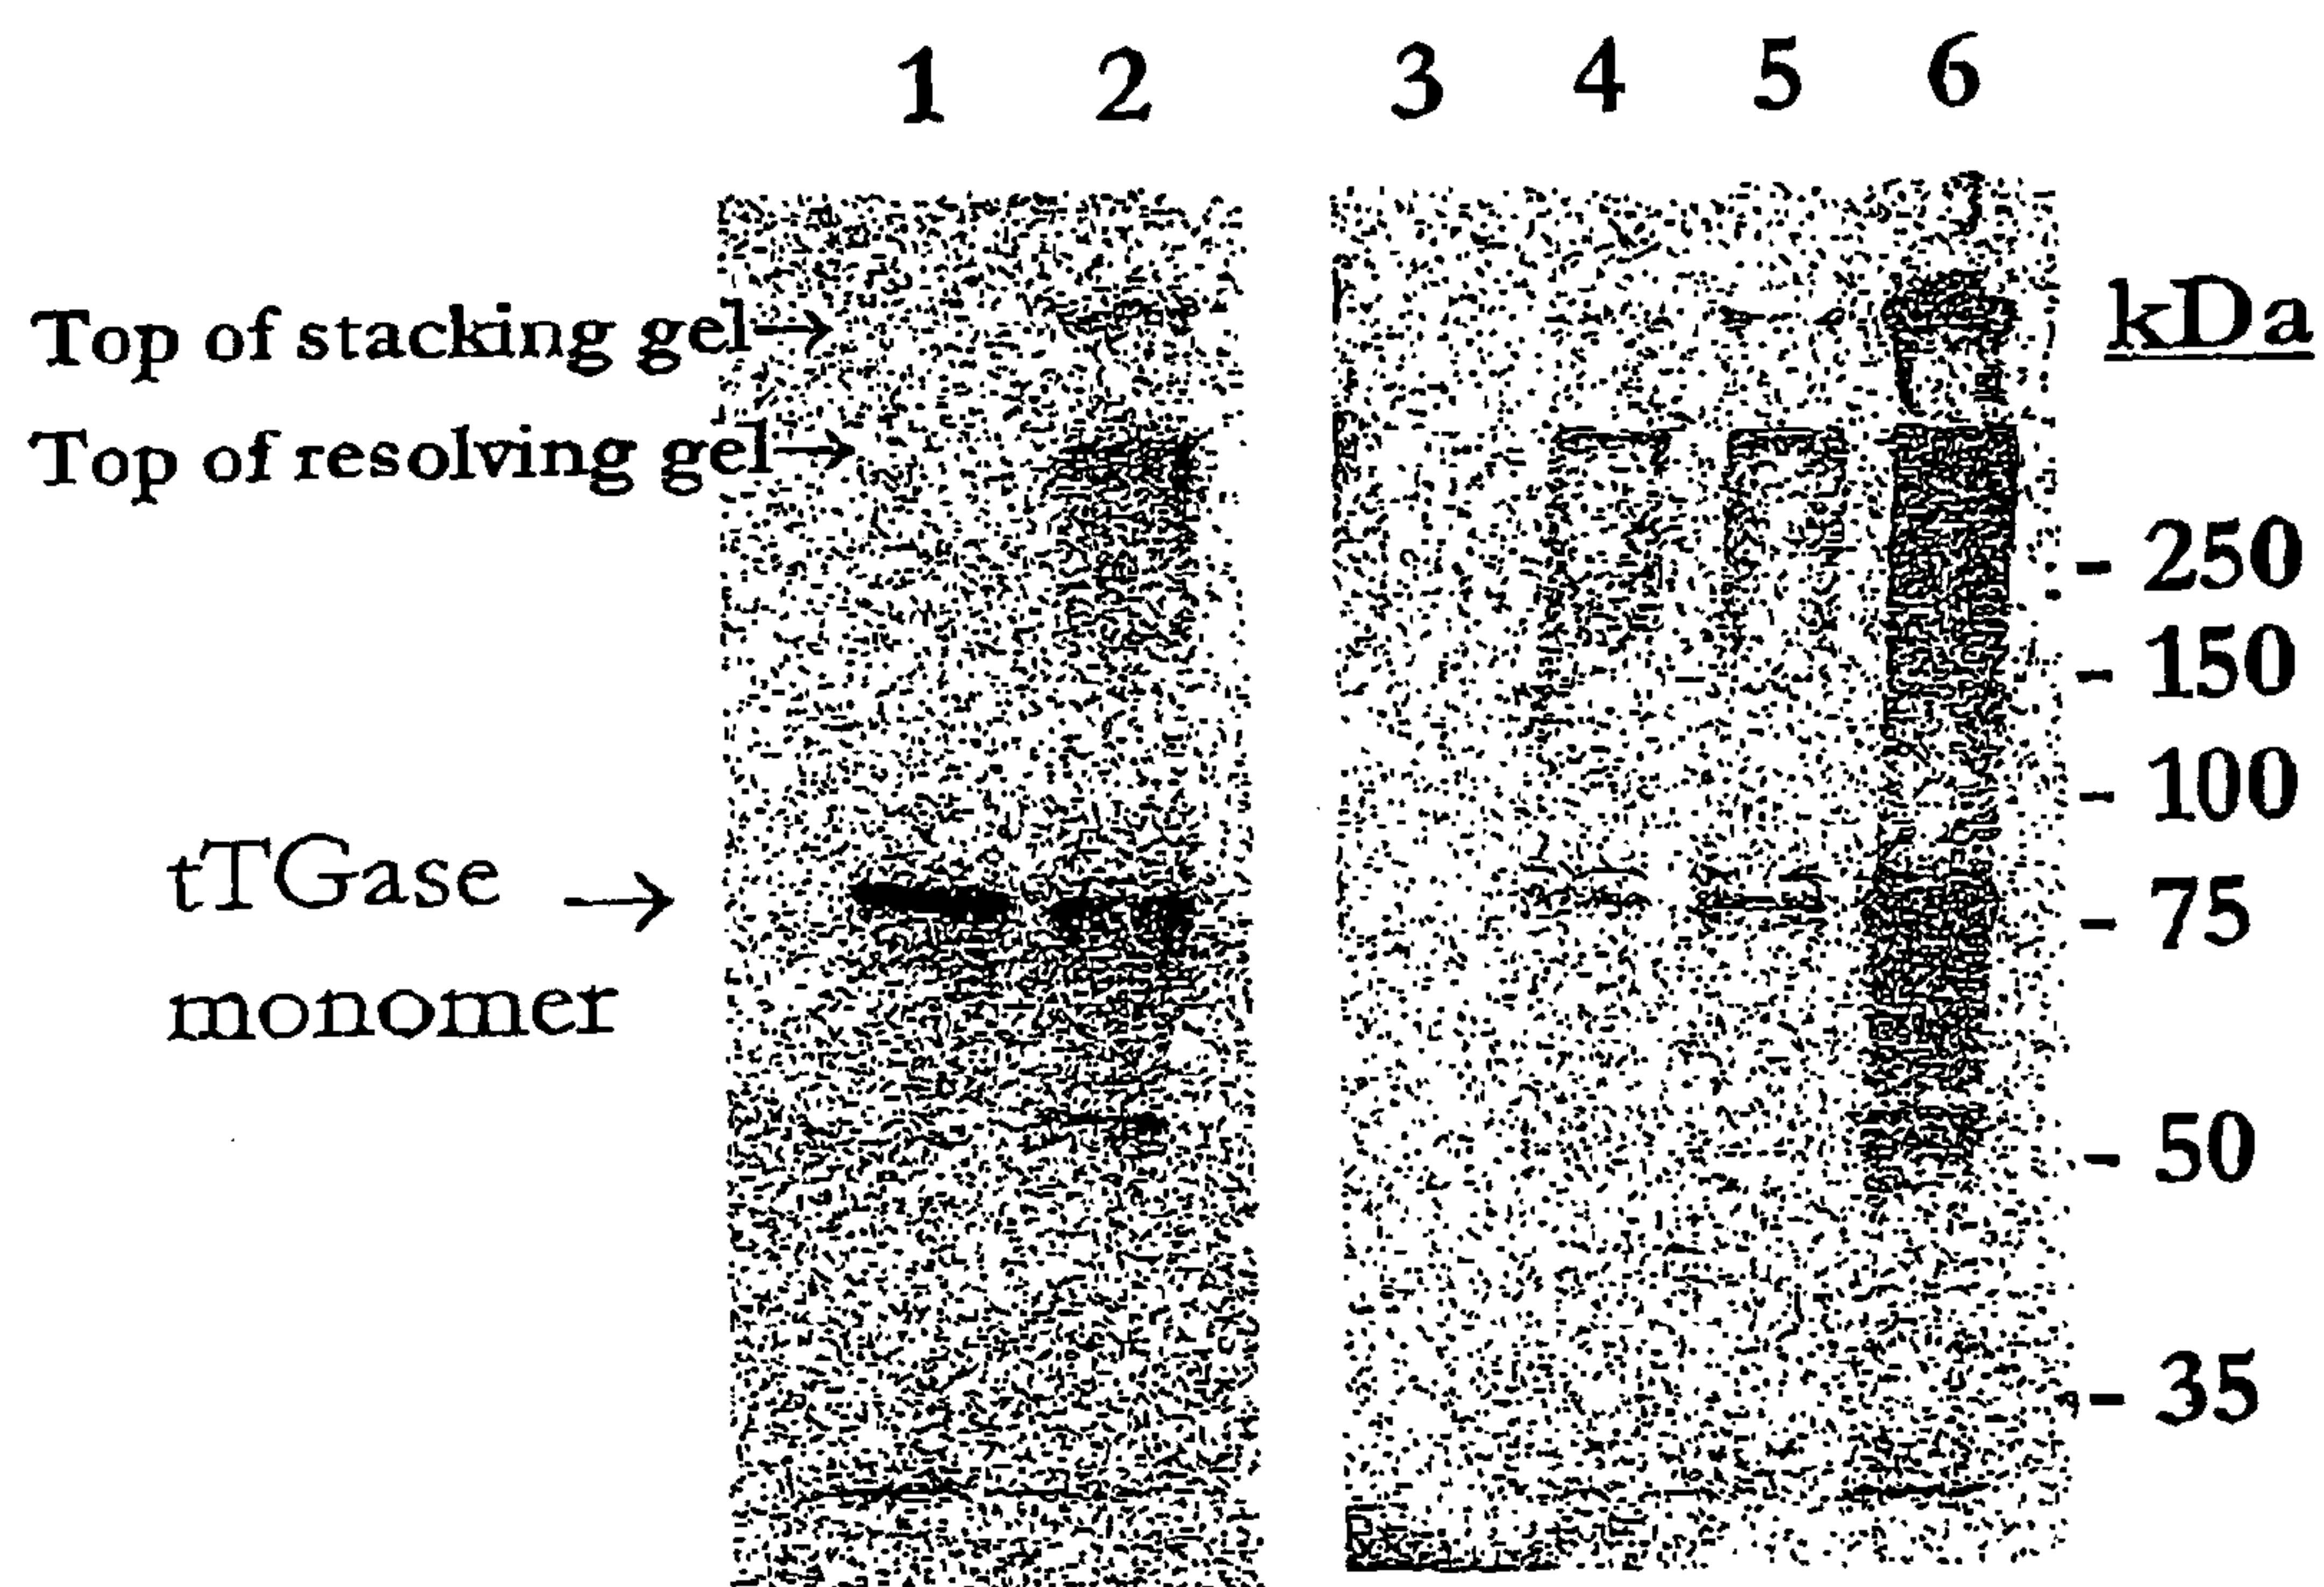 1 2 3 4 5 6
Top of stacking gel→
kDa
Top of resolving gel→
- 250
- 150
- 100
tTGase →
- 75
monomer
- 50
- 35